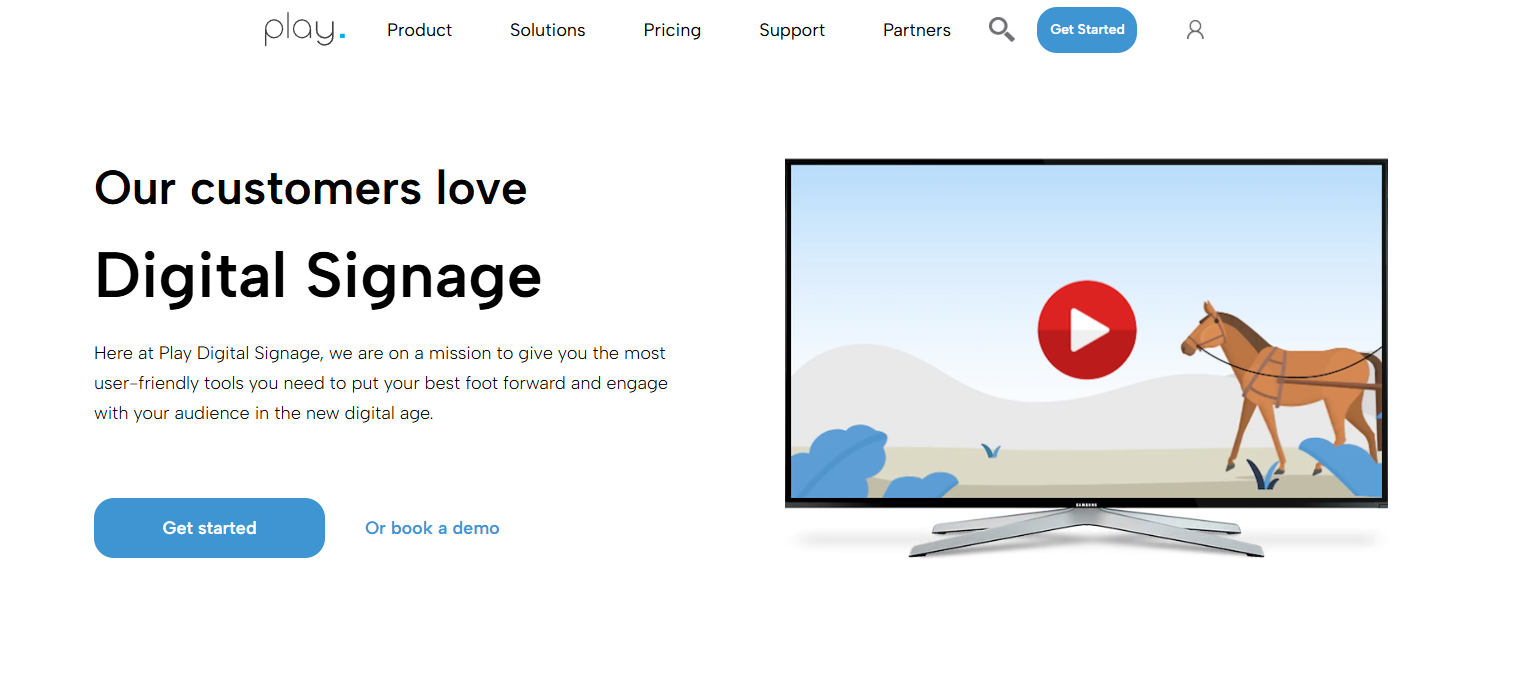 play.
Product
Solutions
Pricing
Support
Partners
Get Started
Our customers love
Digital Signage
Here at Play Digital Signage, we are on a mission to give you the most
user-friendly tools you need to put your best foot forward and engage
with your audience in the new digital age.
Get started
Or book a demo
SAMSUNG